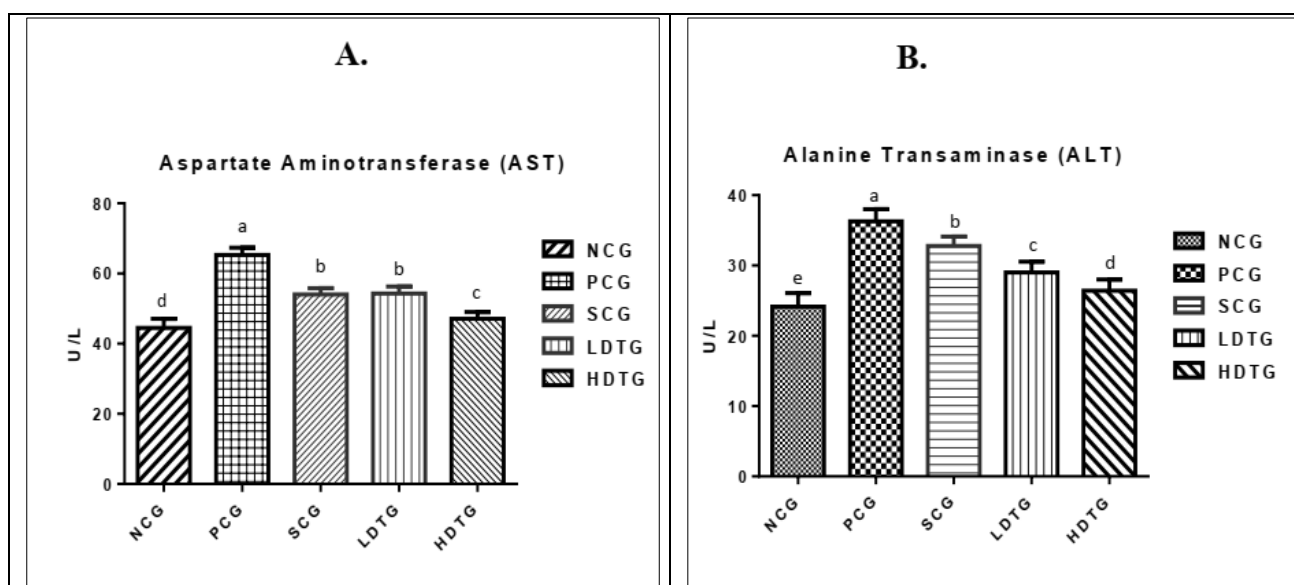 A.
Aspartate Aminotransferase (AST)
80
60
40
20
0
U/L
d
a
b
b
c
NCG
PCG
SCG
LDTG
HDTG
NCG
PCG
SCG
LDTG
HDTG
B.
Alanine Transaminase (ALT)
40
30
20
10
0
U/L
e
a
b
c
d
NCG
PCG
SCG
LDTG
HDTG
NCG
PCG
SCG
LDTG
HDTG